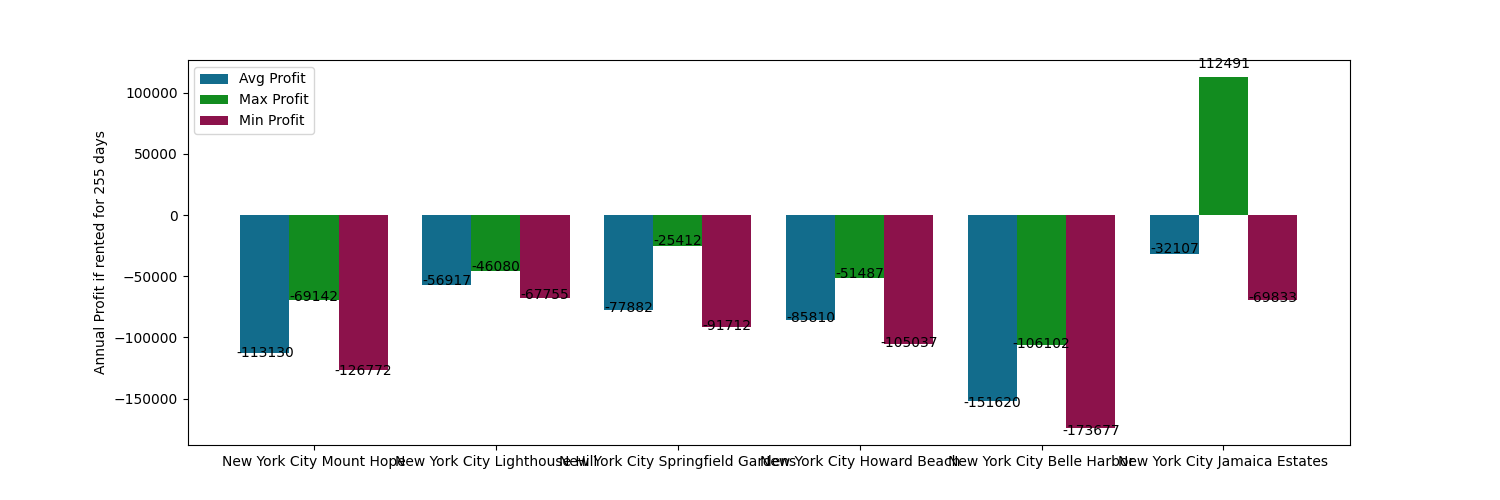 Avg Profit
Max Profit
Min Profit
Annual Profit if rented for 255 days
100000
50000
0
−50000
−100000
−150000
-113130
-69142
-126772
-56917
-46080
-67755
-77882
-25412
-91712
-85810
-51487
-105037
-151620
-106102
-173677
-32107
112491
-69833
New York City Mount Hope
New York City Lighthouse Hill
New York City Springfield Gardens
New York City Howard Beach
New York City Belle Harbor
New York City Jamaica Estates